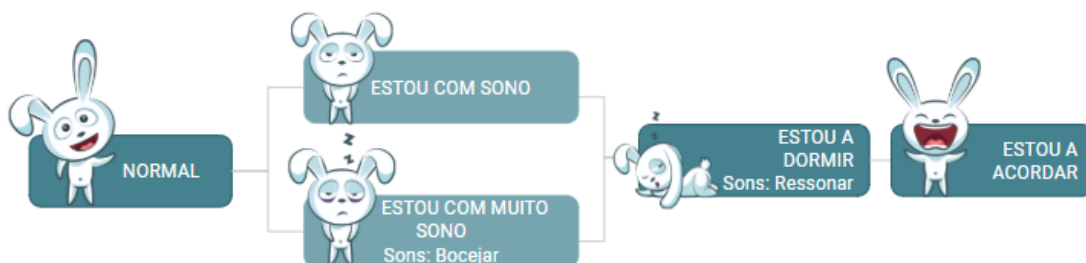 NORMAL
ESTOU COM SONO
z
z
ESTOU COM MUITO
SONO
Sons: Bocejar
z
z
ESTOU A
DORMIR
Sons: Ressonar
ESTOU A
ACORDAR